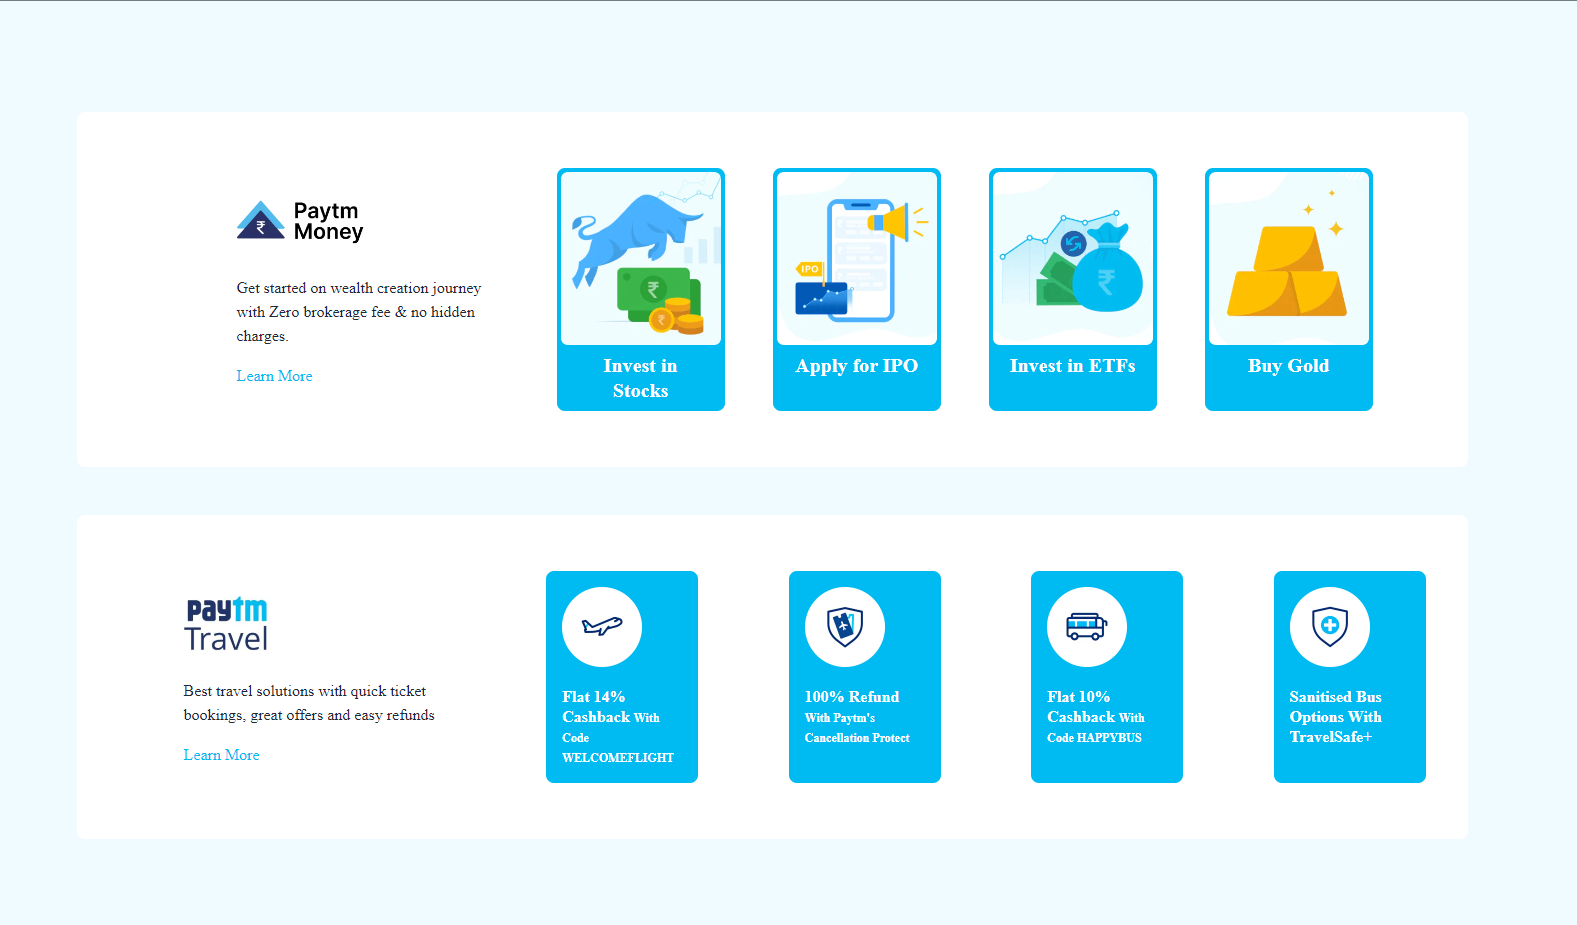 Paytm
Money
Get started on wealth creation journey
with Zero brokerage fee & no hidden
charges.
Learn More
₹
₹
₹
IPO
₹
Invest in
Stocks
Apply for IPO
Invest in ETFs
Buy Gold
paytm
Travel
Best travel solutions with quick ticket
bookings, great offers and easy refunds
Learn More
Flat 14%
Cashback With
Code
WELCOMEFLIGHT
100% Refund
With Paytm's
Cancellation Protect
Flat 10%
Cashback With
Code HAPPYBUS
Sanitised Bus
Options With
TravelSafe+